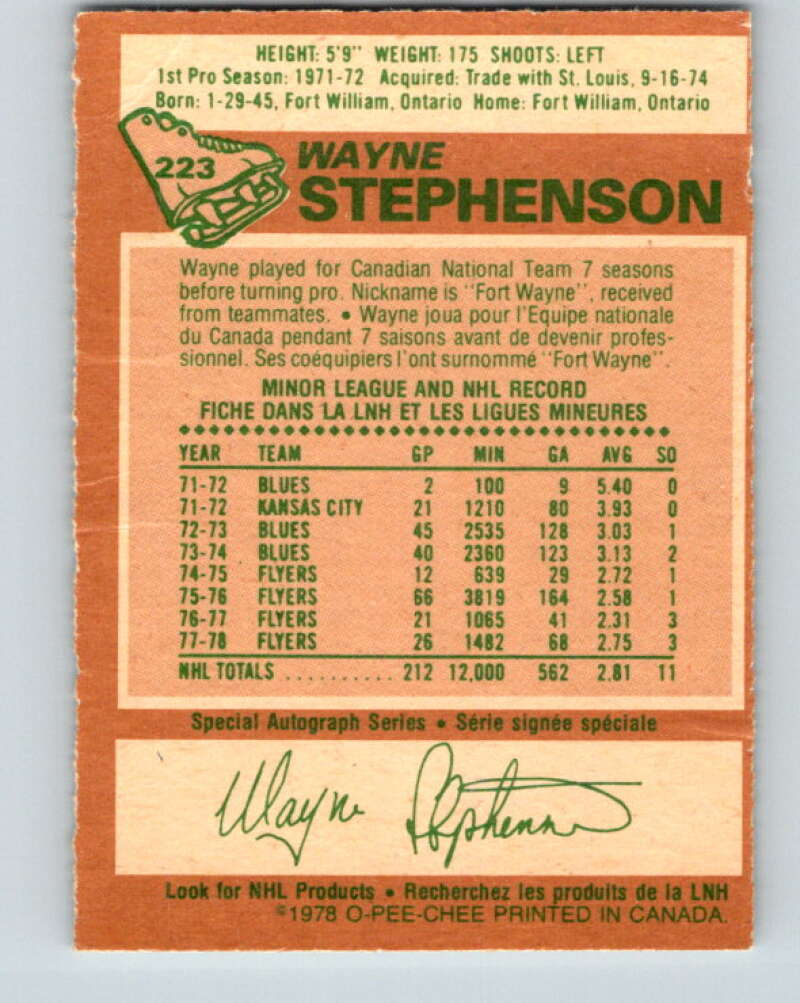 HEIGHT: 5'9" WEIGHT: 175 SHOOTS: LEFT
1st Pro Season: 1971-72 Acquired: Trade with St. Louis, 9-16-74
Born: 1-29-45, Fort William, Ontario Home: Fort William, Ontario
223
WAYNE
STEPHENSON
Wayne played for Canadian National Team 7 seasons
before turning pro. Nickname is "Fort Wayne", received
from teammates. • Wayne joua pour l'Equipe nationale
du Canada pendant 7 saisons avant de devenir profes-
sionnel. Ses coéquipiers l'ont surnommé "Fort Wayne".
MINOR LEAGUE AND NHL RECORD
FICHE DANS LA LNH ET LES LIGUES MINEURES
YEAR TEAM GP MIN GA AVG SO
71-72 BLUES 2 100 9 5.40 0
71-72 KANSAS CITY 21 1210 80 3.93 0
72-73 BLUES 45 2535 128 3.03 1
73-74 BLUES 40 2360 123 3.13 2
74-75 FLYERS 12 639 29 2.72 1
75-76 FLYERS 66 3819 164 2.58 1
76-77 FLYERS 21 1065 41 2.31 3
77-78 FLYERS 26 1482 68 2.75 3
NHL TOTALS .......... 212 12,000 562 2.81 11
Special Autograph Series • Série signée spéciale
Wayne Stephenson
Look for NHL Products • Recherchez les produits de la LNH
©1978 O-PEE-CHEE PRINTED IN CANADA.